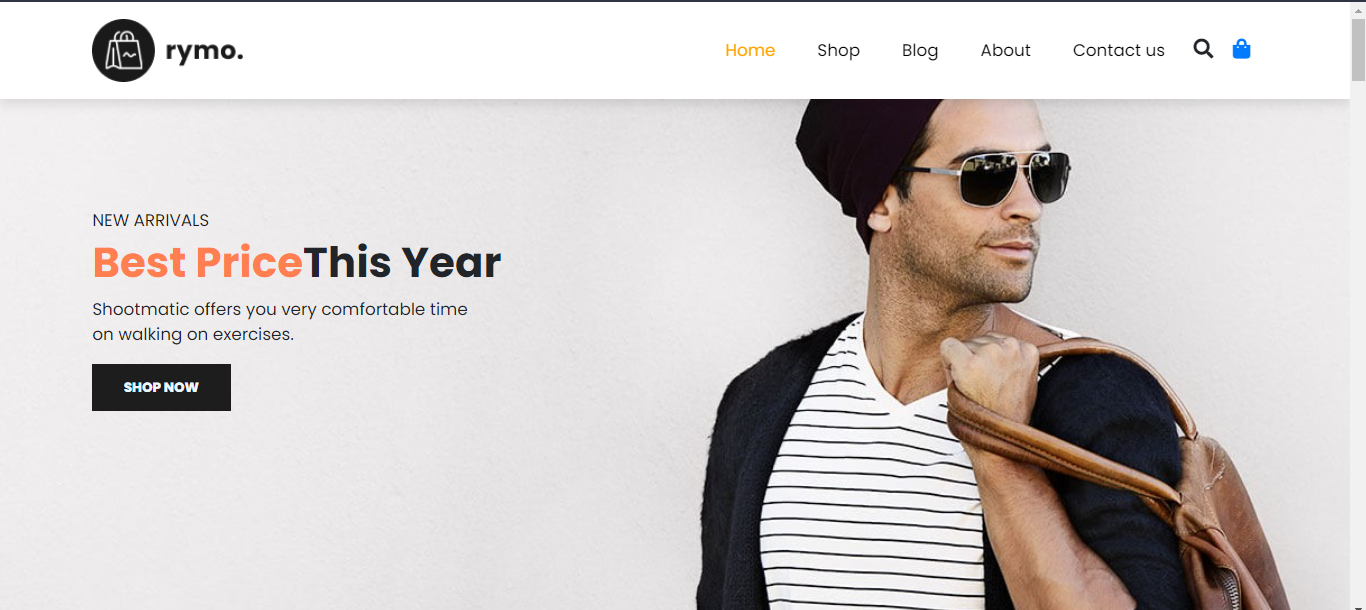 rymo.
Home Shop Blog About Contact us
NEW ARRIVALS
Best PriceThis Year
Shootmatic offers you very comfortable time
on walking on exercises.
SHOP NOW